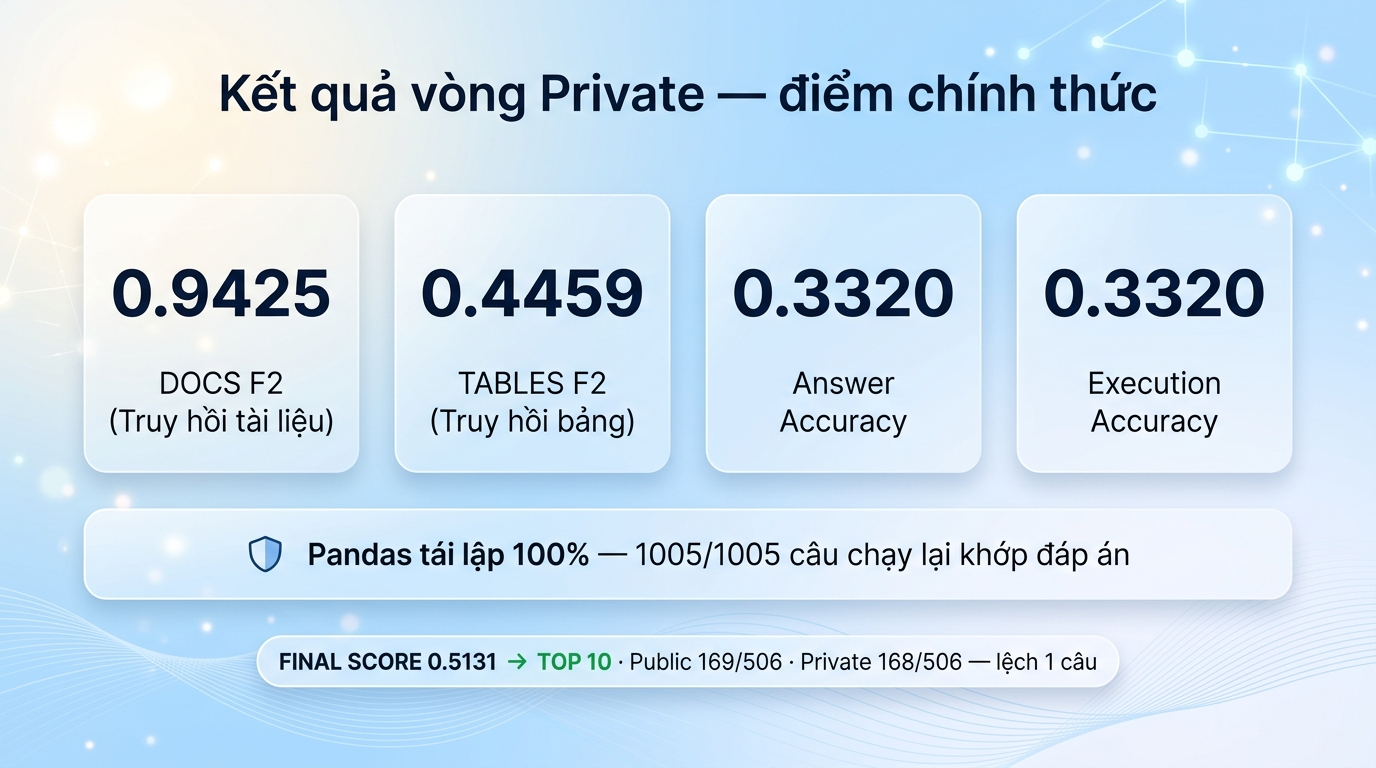 Kết quả vòng Private — điểm chính thức
0.9425
DOCS F2
(Truy hồi tài liệu)
0.4459
TABLES F2
(Truy hồi bảng)
0.3320
Answer
Accuracy
0.3320
Execution
Accuracy
Pandas tái lập 100% — 1005/1005 câu chạy lại khớp đáp án
FINAL SCORE 0.5131 → TOP 10 · Public 169/506 · Private 168/506 — lệch 1 câu